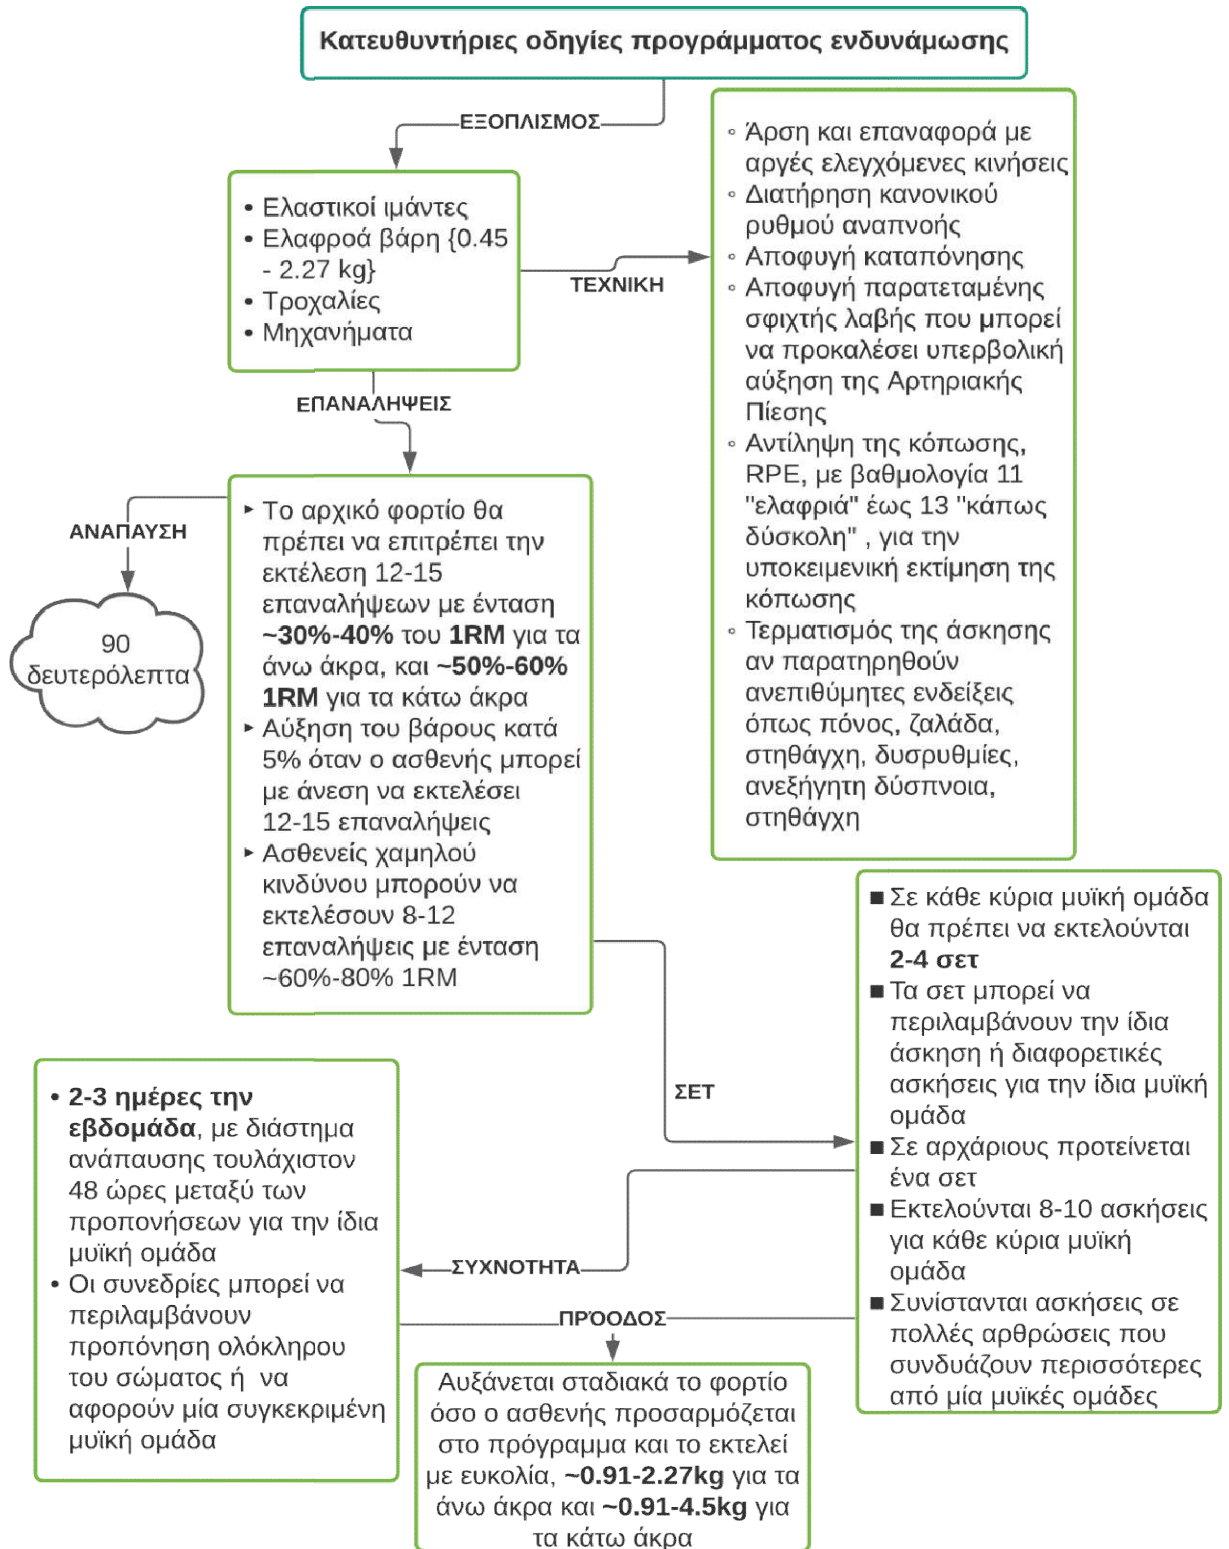 Κατευθυντήριες οδηγίες προγράμματος ενδυνάμωσης
ΕΞΟΠΛΙΣΜΟΣ
• Ελαστικοί ιμάντες
• Ελαφροά βάρη {0.45
- 2.27 kg}
• Τροχαλίες
• Μηχανήματα
ΤΕΧΝΙΚΗ
◦ Άρση και επαναφορά με
αργές ελεγχόμενες κινήσεις
◦ Διατήρηση κανονικού
ρυθμού αναπνοής
◦ Αποφυγή καταπόνησης
◦ Αποφυγή παρατεταμένης
σφιχτής λαβής που μπορεί
να προκαλέσει υπερβολική
αύξηση της Αρτηριακής
Πίεσης
◦ Αντίληψη της κόπωσης,
RPE, με βαθμολογία 11
"ελαφριά" έως 13 "κάπως
δύσκολη" , για την
υποκειμενική εκτίμηση της
κόπωσης
◦ Τερματισμός της άσκησης
αν παρατηρηθούν
ανεπιθύμητες ενδείξεις
όπως πόνος, ζαλάδα,
στηθάγχη, δυσρυθμίες,
ανεξήγητη δύσπνοια,
στηθάγχη
ΕΠΑΝΑΛΗΨΕΙΣ
▸ Το αρχικό φορτίο θα
πρέπει να επιτρέπει την
εκτέλεση 12-15
επαναλήψεων με ένταση
~30%-40% του 1RM για τα
άνω άκρα, και ~50%-60%
1RM για τα κάτω άκρα
▸ Αύξηση του βάρους κατά
5% όταν ο ασθενής μπορεί
με άνεση να εκτελέσει
12-15 επαναλήψεις
▸ Ασθενείς χαμηλού
κινδύνου μπορούν να
εκτελέσουν 8-12
επαναλήψεις με ένταση
~60%-80% 1RM
ΑΝΑΠΑΥΣΗ
90
δευτερόλεπτα
ΣΕΤ
■ Σε κάθε κύρια μυϊκή ομάδα
θα πρέπει να εκτελούνται
2-4 σετ
■ Τα σετ μπορεί να
περιλαμβάνουν την ίδια
άσκηση ή διαφορετικές
ασκήσεις για την ίδια μυϊκή
ομάδα
■ Σε αρχάριους προτείνεται
ένα σετ
■ Εκτελούνται 8-10 ασκήσεις
για κάθε κύρια μυϊκή
ομάδα
■ Συνίστανται ασκήσεις σε
πολλές αρθρώσεις που
συνδυάζουν περισσότερες
από μία μυϊκές ομάδες
ΣΥΧΝΟΤΗΤΑ
• 2-3 ημέρες την
εβδομάδα, με διάστημα
ανάπαυσης τουλάχιστον
48 ώρες μεταξύ των
προπονήσεων για την ίδια
μυϊκή ομάδα
• Οι συνεδρίες μπορεί να
περιλαμβάνουν
προπόνηση ολόκληρου
του σώματος ή να
αφορούν μία συγκεκριμένη
μυϊκή ομάδα
ΠΡΌΟΔΟΣ
Αυξάνεται σταδιακά το φορτίο
όσο ο ασθενής προσαρμόζεται
στο πρόγραμμα και το εκτελεί
με ευκολία, ~0.91-2.27kg για τα
άνω άκρα και ~0.91-4.5kg για
τα κάτω άκρα